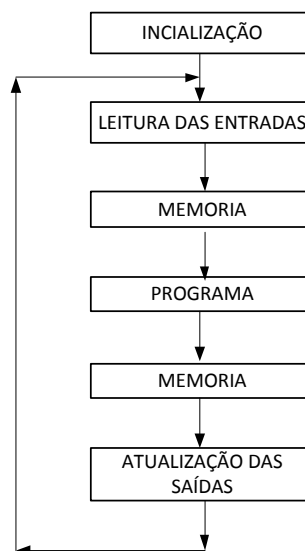 INCIALIZAÇÃO
LEITURA DAS ENTRADAS
MEMORIA
PROGRAMA
MEMORIA
ATUALIZAÇÃO DAS
SAÍDAS